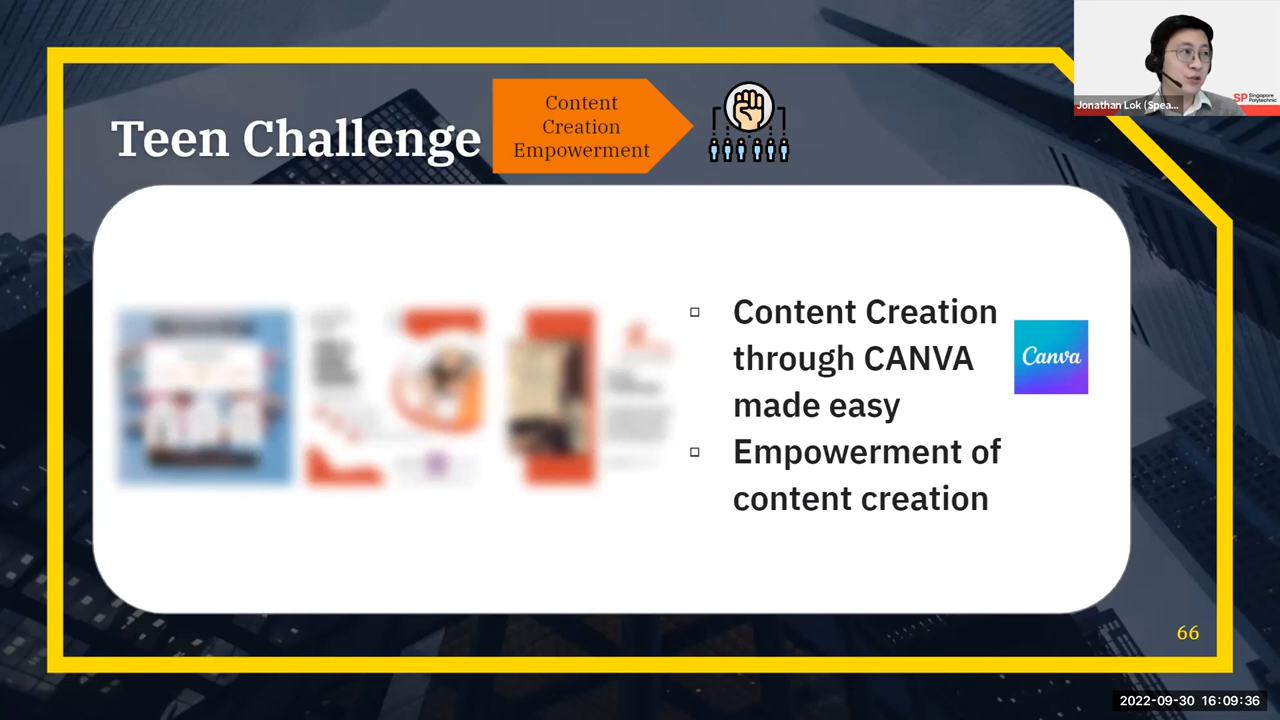 Jonathan Lok (Spea...
SP Singapore
Polytechnic
Teen Challenge
Content
Creation
Empowerment
▫ Content Creation
through CANVA
made easy
Canva
▫ Empowerment of
content creation
66
2022-09-30 16:09:36